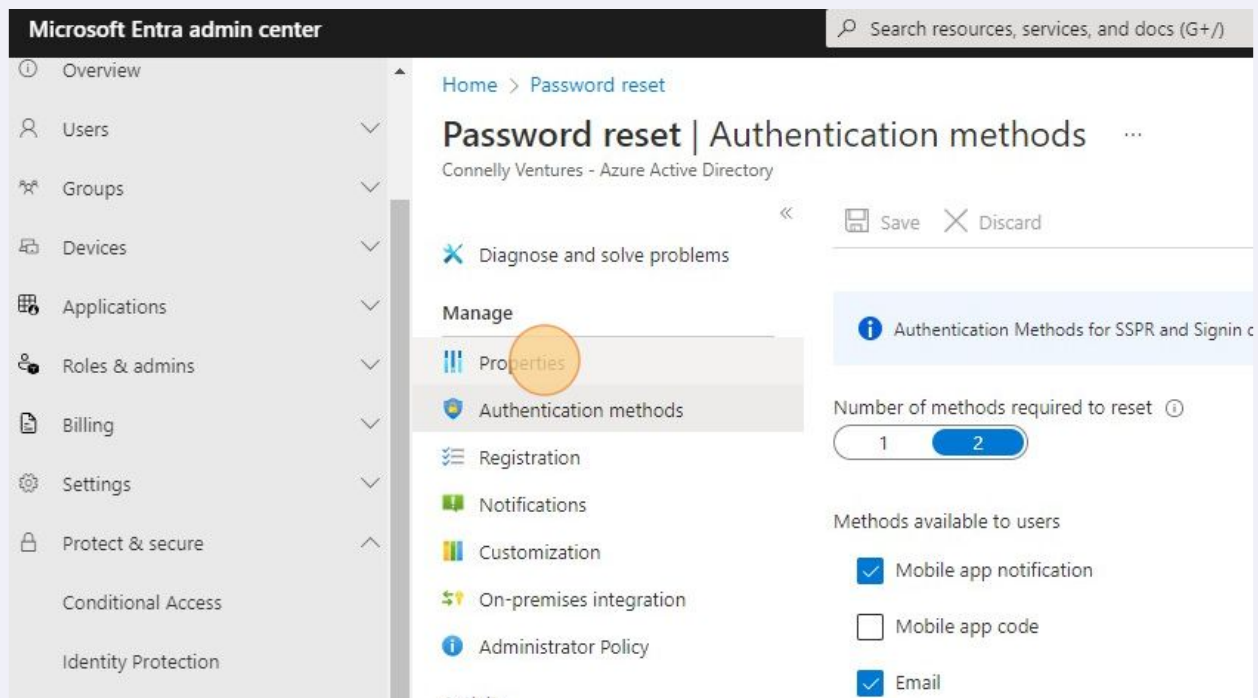 Microsoft Entra admin center
Search resources, services, and docs (G+/)
Overview
Users
Groups
Devices
Applications
Roles & admins
Billing
Settings
Protect & secure
Conditional Access
Identity Protection
Home > Password reset
Password reset | Authentication methods ...
Connelly Ventures - Azure Active Directory
«
Diagnose and solve problems
Manage
Properties
Authentication methods
Registration
Notifications
Customization
On-premises integration
Administrator Policy
Save Discard
Authentication Methods for SSPR and Signin c
Number of methods required to reset
1 2
Methods available to users
Mobile app notification
Mobile app code
Email